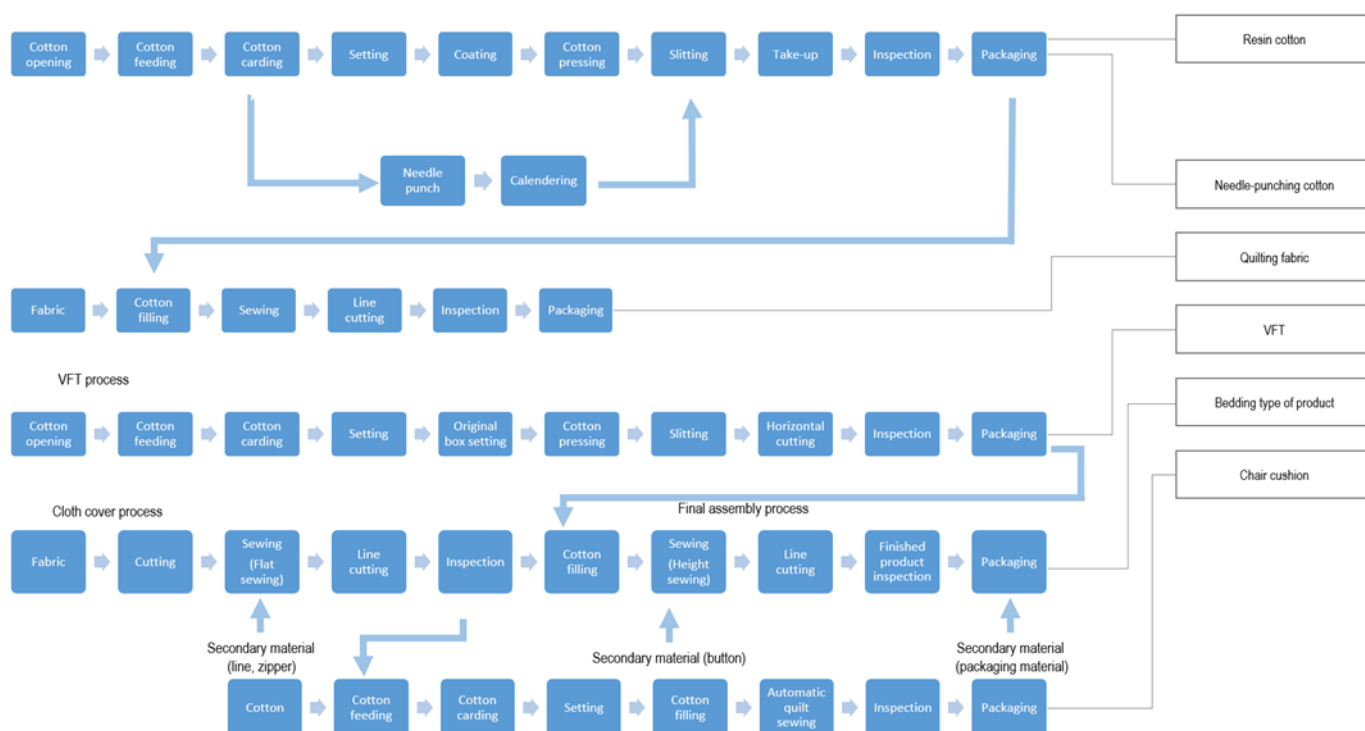 Cotton
opening
Cotton
feeding
Cotton
carding
Setting
Coating
Cotton
pressing
Slitting
Take-up
Inspection
Packaging
Resin cotton
Needle
punch
Calendering
Needle-punching cotton
Quilting fabric
Fabric
Cotton
filling
Sewing
Line
cutting
Inspection
Packaging
VFT
VFT process
Bedding type of product
Cotton
opening
Cotton
feeding
Cotton
carding
Setting
Original
box setting
Cotton
pressing
Slitting
Horizontal
cutting
Inspection
Packaging
Chair cushion
Cloth cover process
Final assembly process
Fabric
Cutting
Sewing
(Flat
sewing)
Line
cutting
Inspection
Cotton
filling
Sewing
(Height
sewing)
Line
cutting
Finished
product
inspection
Packaging
Secondary material
(line, zipper)
Secondary material (button)
Secondary material
(packaging material)
Cotton
Cotton
feeding
Cotton
carding
Setting
Cotton
filling
Automatic
quilt
sewing
Inspection
Packaging